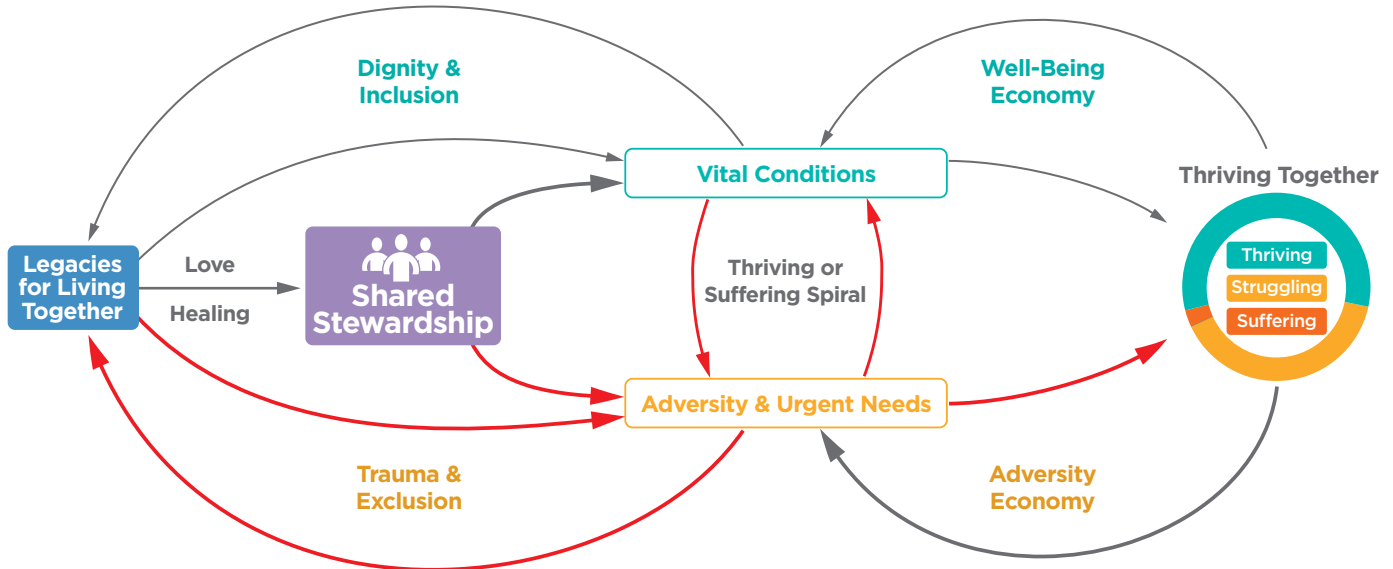 Dignity &
Inclusion
Well-Being
Economy
Vital Conditions
Thriving Together
Legacies
for Living
Together
Love
Healing
Shared
Stewardship
Thriving or
Suffering Spiral
Thriving
Struggling
Suffering
Adversity & Urgent Needs
Trauma &
Exclusion
Adversity
Economy